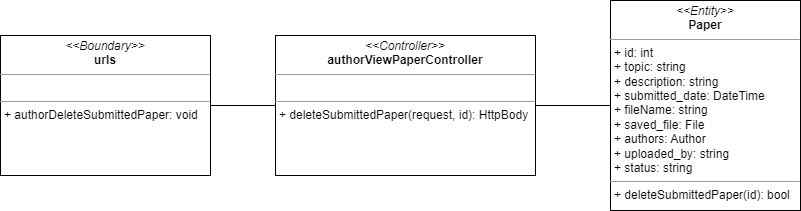 <<Boundary>>
urls
+ authorDeleteSubmittedPaper: void
<<Controller>>
authorViewPaperController
+ deleteSubmittedPaper(request, id): HttpBody
<<Entity>>
Paper
+ id: int
+ topic: string
+ description: string
+ submitted_date: DateTime
+ fileName: string
+ saved_file: File
+ authors: Author
+ uploaded_by: string
+ status: string
+ deleteSubmittedPaper(id): bool